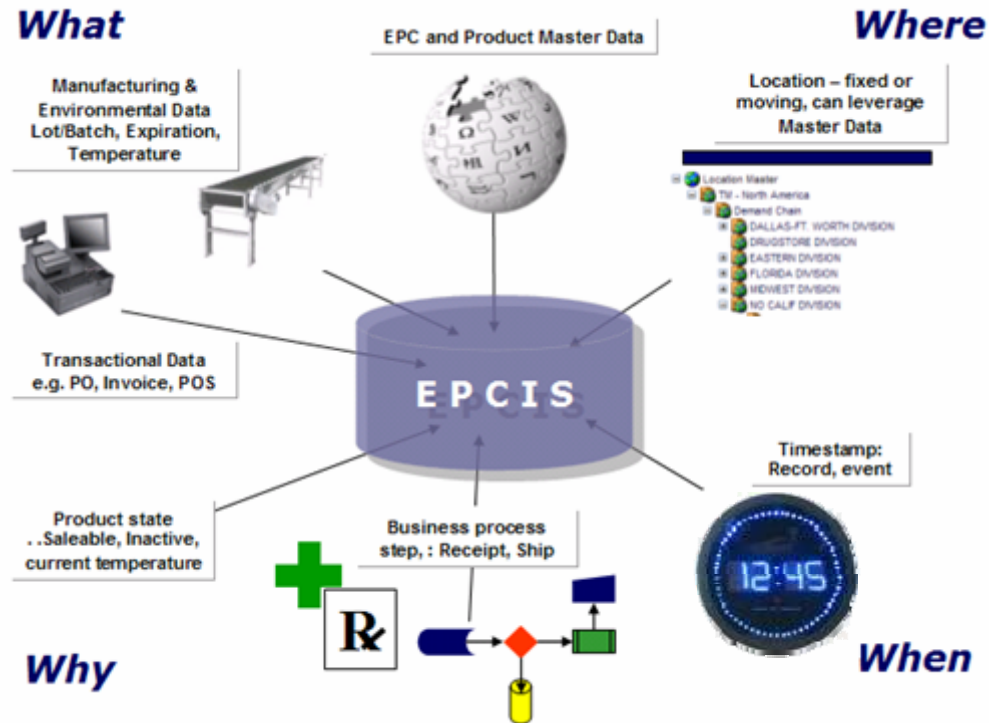 What
EPC and Product Master Data
Where
Manufacturing &
Environmental Data
Lot/Batch, Expiration,
Temperature
Location – fixed or
moving, can leverage
Master Data
Location Master
TM - North America
Demand Chain
DALLAS-FT. WORTH DIVISION
DRUGSTORE DIVISION
EASTERN DIVISION
FLORIDA DIVISION
MIDWEST DIVISION
NO CALIF DIVISION
Transactional Data
e.g. PO, Invoice, POS
EPCIS
Timestamp:
Record, event
Product state
. .Saleable, Inactive,
current temperature
Business process
step, : Receipt, Ship
Rx
12:45
Why
When